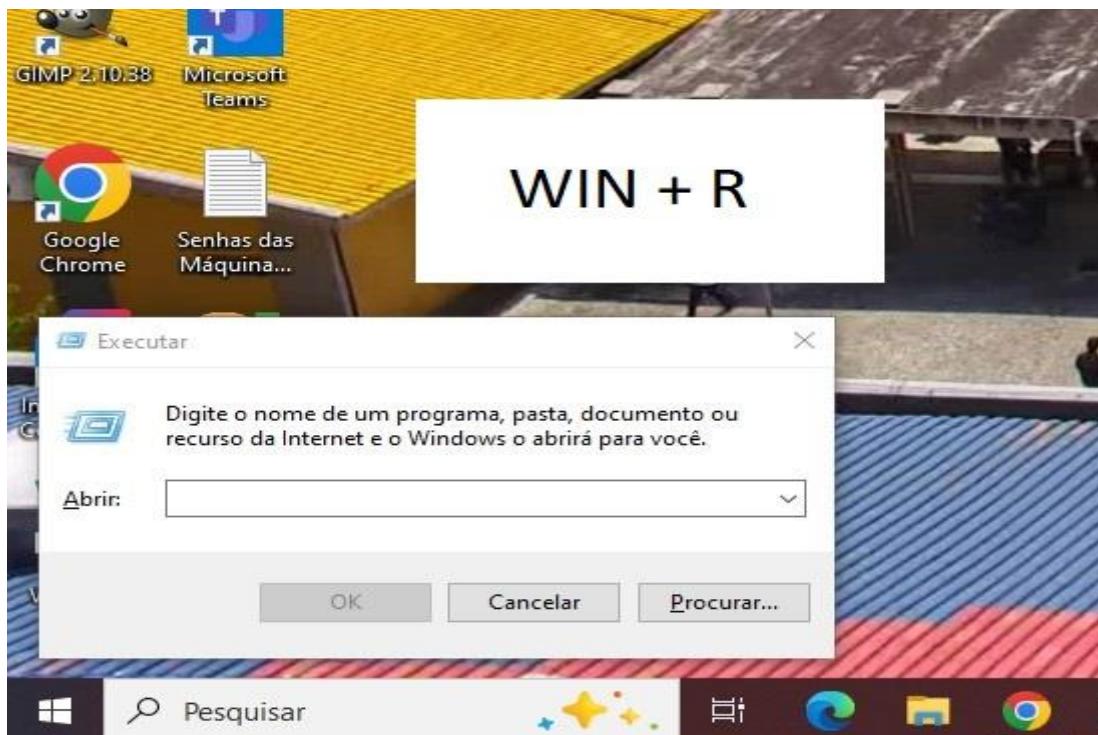 GIMP 2.10.38
Microsoft
Teams
WIN + R
Google
Chrome
Senhas das
Máquina...
Executar
Digite o nome de um programa, pasta, documento ou
recurso da Internet e o Windows o abrirá para você.
Abrir:
OK
Cancelar
Procurar...
Pesquisar